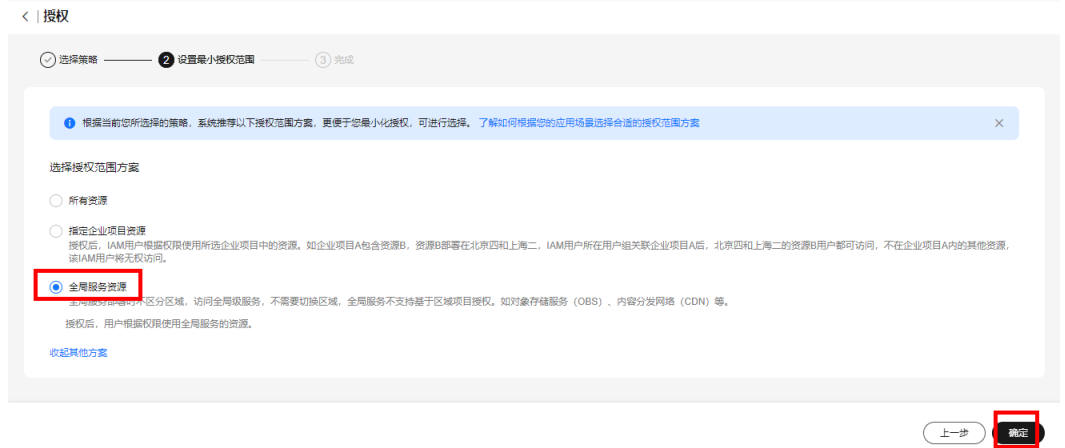 < | 授权
选择策略 2 设置最小授权范围 3 完成
根据当前您所选择的策略，系统推荐以下授权范围方案，更便于您最小化授权，可进行选择。 了解如何根据您的应用场景选择合适的授权范围方案
选择授权范围方案
所有资源
指定企业项目资源
授权后，IAM用户根据权限使用所选企业项目中的资源。如企业项目A包含资源B，资源B部署在北京四和上海二，IAM用户所在用户组关联企业项目A后，北京四和上海二的资源B用户都可访问，不在企业项目A内的其他资源，
该IAM用户将无权访问。
全局服务资源
全局服务部署时不区分区域，访问全局级服务，不需要切换区域，全局服务不支持基于区域项目授权。如对象存储服务（OBS）、内容分发网络（CDN）等。
授权后，用户根据权限使用全局服务的资源。
收起其他方案
上一步 确定